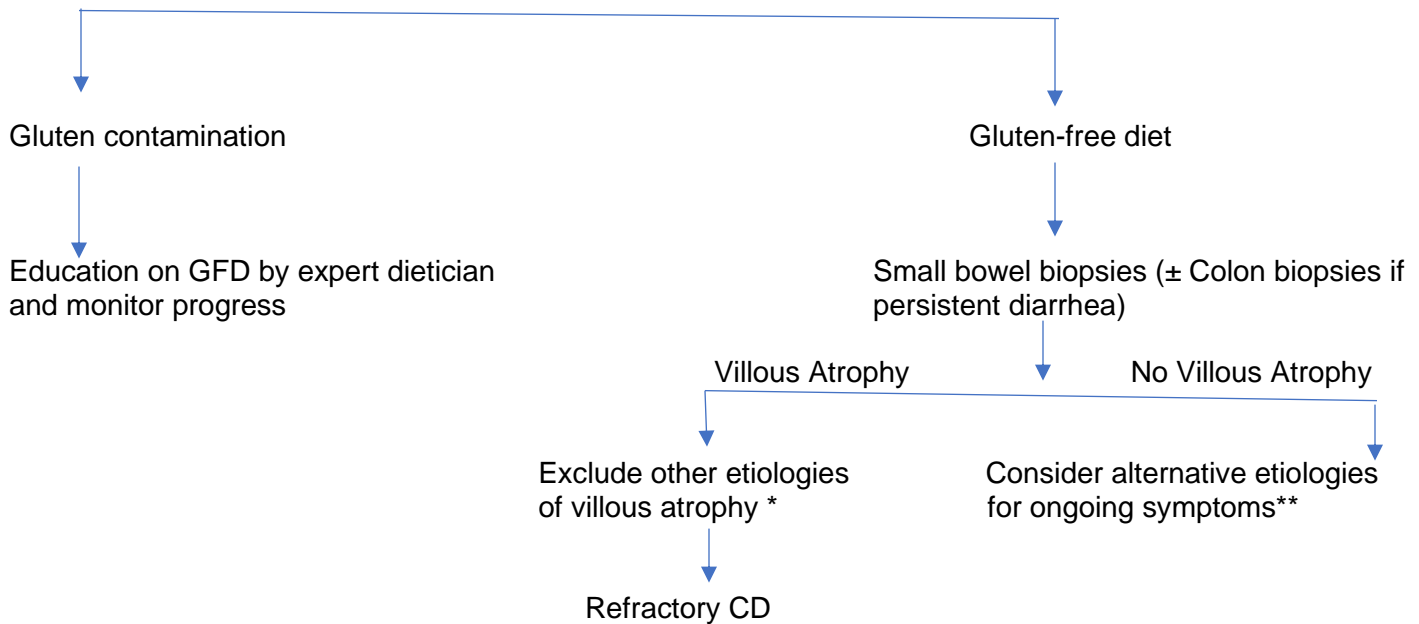 Gluten contamination
Gluten-free diet
Education on GFD by expert dietician
and monitor progress
Small bowel biopsies (± Colon biopsies if
persistent diarrhea)
Villous Atrophy
No Villous Atrophy
Exclude other etiologies
of villous atrophy *
Consider alternative etiologies
for ongoing symptoms**
Refractory CD